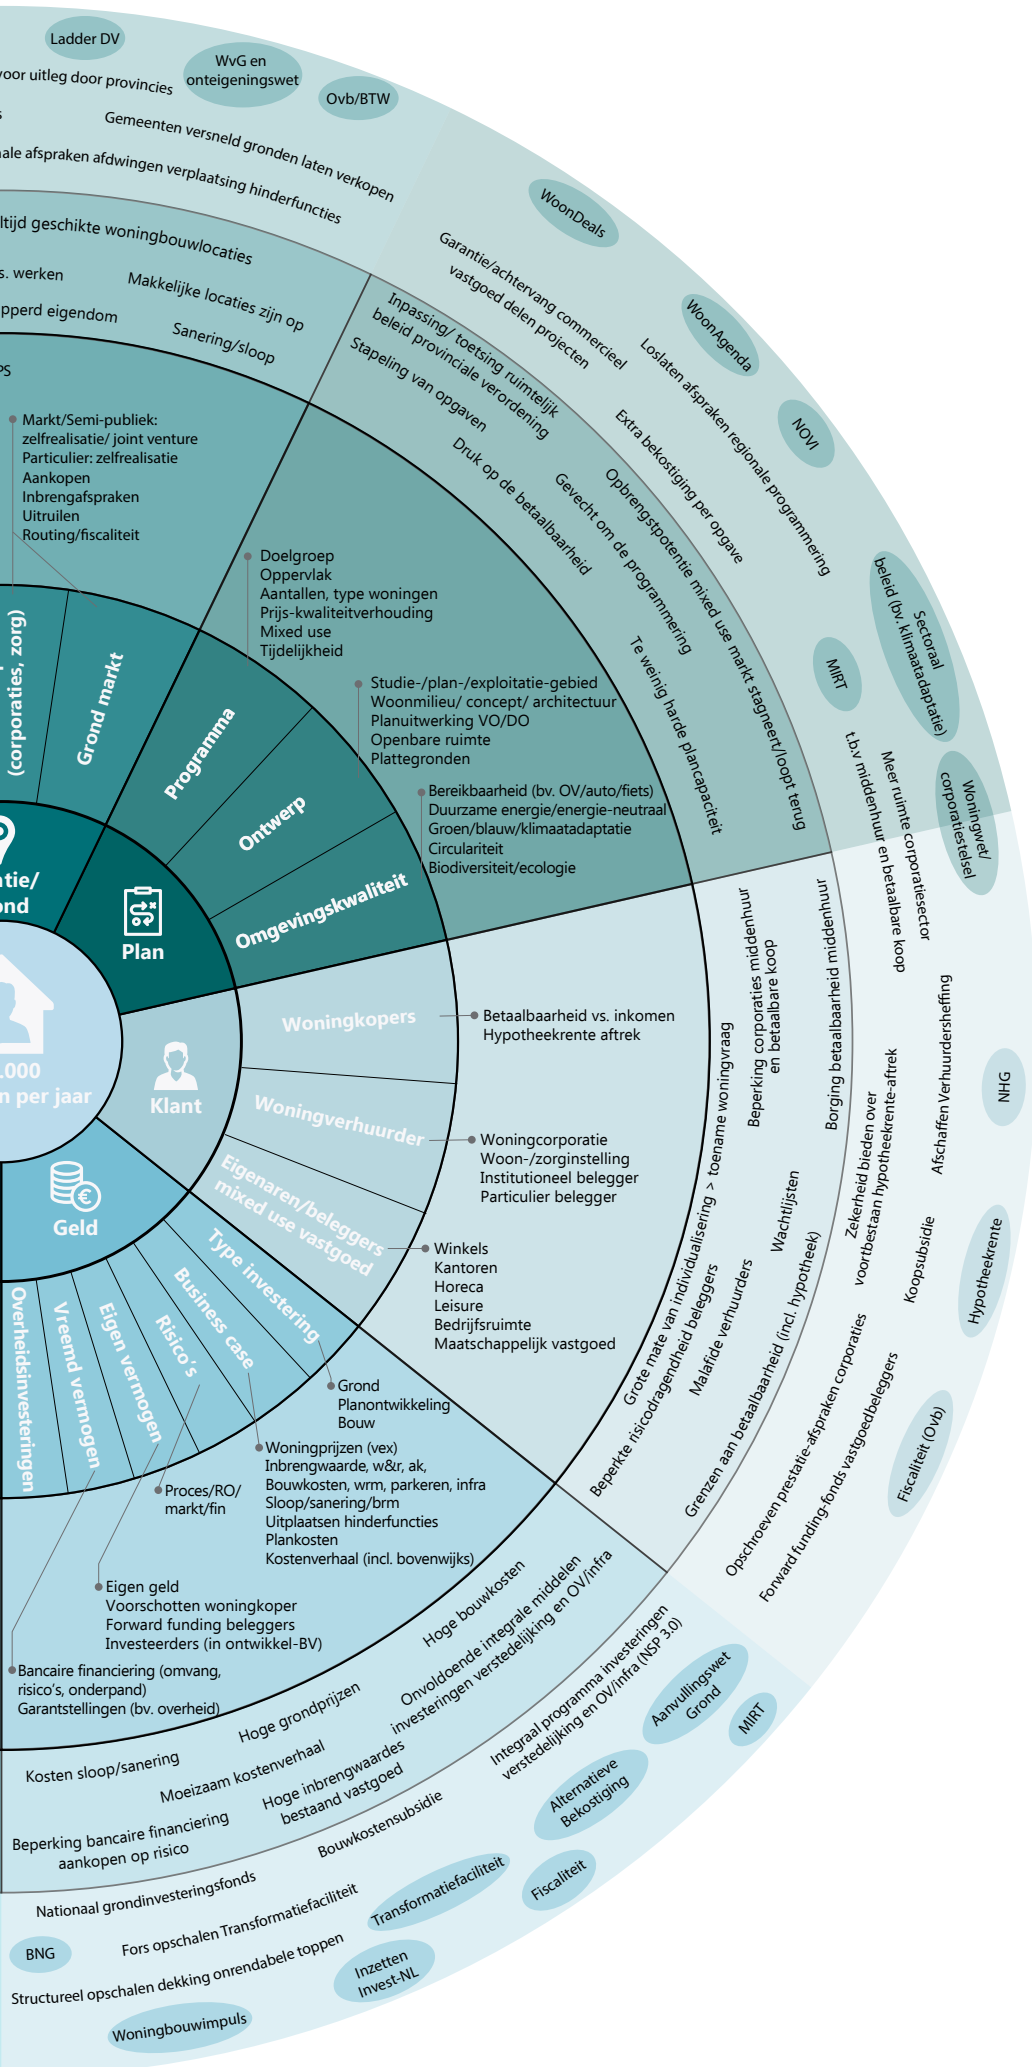 Ladder DV
WvG en
onteigeningswet
Ovb/BTW
voor uitleg door provincies
Gemeenten versneld gronden laten verkopen
ale afspraken afdwingen verplaatsing hinderfuncties
ltijd geschikte woningbouwlocaties
s. werken
Makkelijke locaties zijn op
pperd eigendom
Sanering/sloop
PS
Markt/Semi-publiek:
zelfrealisatie/ joint venture
Particulier: zelfrealisatie
Aankopen
Inbrengafspraken
Uitruilen
Routing/fiscaliteit
(corporaties, zorg)
Grond markt
atie/
ond
WoonDeals
WoonAgenda
NOVI
Sectoraal
beleid (bv. klimaatadaptatie)
MIRT
Woningwet/
corporatiestelsel
Garantie/achtervang commercieel
vastgoed delen projecten
Loslaten afspraken regionale programmering
Extra bekostiging per opgave
Meer ruimte corporatiesector
t.b.v middenhuur en betaalbare koop
Inpassing/ toetsing ruimtelijk
beleid provinciale verordening
Stapeling van opgaven
Druk op de betaalbaarheid
Gevecht om de programmering
Opbrengstpotentie mixed use markt stagneert/loopt terug
Te weinig harde plancapaciteit
Doelgroep
Oppervlak
Aantallen, type woningen
Prijs-kwaliteitverhouding
Mixed use
Tijdelijkheid
Studie-/plan-/exploitatie-gebied
Woonmilieu/ concept/ architectuur
Planuitwerking VO/DO
Openbare ruimte
Plattegronden
Bereikbaarheid (bv. OV/auto/fiets)
Duurzame energie/energie-neutraal
Groen/blauw/klimaatadaptatie
Circulariteit
Biodiversiteit/ecologie
Programma
Ontwerp
Omgevingskwaliteit
Plan
.000
n per jaar
Klant
Woningkopers
Woningverhuurder
Eigenaren/beleggers
mixed use vastgoed
Betaalbaarheid vs. inkomen
Hypotheekrente aftrek
Woningcorporatie
Woon-/zorginstelling
Institutioneel belegger
Particulier belegger
Winkels
Kantoren
Horeca
Leisure
Bedrijfsruimte
Maatschappelijk vastgoed
Beperking corporaties middenhuur
en betaalbare koop
Borging betaalbaarheid middenhuur
Grote mate van individualisering > toename woningvraag
Beperkte risicodragendheid beleggers
Malafide verhuurders
Wachtlijsten
Grenzen aan betaalbaarheid (incl. hypotheek)
Afschaffen Verhuurdersheffing
Zekerheid bieden over
voortbestaan hypotheekrente-aftrek
Koopsubsidie
Opschroeven prestatie-afspraken corporaties
Forward funding-fonds vastgoedbeleggers
NHG
Hypotheekrente
Fiscaliteit (Ovb)
Geld
Type investering
Business case
Risico's
Eigen vermogen
Vreemd vermogen
Overheidsinvesteringen
Grond
Planontwikkeling
Bouw
Woningprijzen (vex)
Inbrengwaarde, w&r, ak,
Bouwkosten, wrm, parkeren, infra
Sloop/sanering/brm
Uitplaatsen hinderfuncties
Plankosten
Kostenverhaal (incl. bovenwijks)
Proces/RO/
markt/fin
Eigen geld
Voorschotten woningkoper
Forward funding beleggers
Investeerders (in ontwikkel-BV)
Bancaire financiering (omvang,
risico's, onderpand)
Garantstellingen (bv. overheid)
Hoge bouwkosten
Onvoldoende integrale middelen
investeringen verstedelijking en OV/infra
Hoge grondprijzen
Kosten sloop/sanering
Moeizaam kostenverhaal
Hoge inbrengwaardes
bestaand vastgoed
Beperking bancaire financiering
aankopen op risico
Integraal programma investeringen
verstedelijking en OV/infra (NSP 3.0)
Bouwkostensubsidie
Nationaal grondinvesteringsfonds
Fors opschalen Transformatiefaciliteit
Structureel opschalen dekking onrendabele toppen
Aanvullingswet
Grond
MIRT
Alternatieve
Bekostiging
Fiscaliteit
Transformatiefaciliteit
Inzetten
Invest-NL
BNG
Woningbouwimpuls